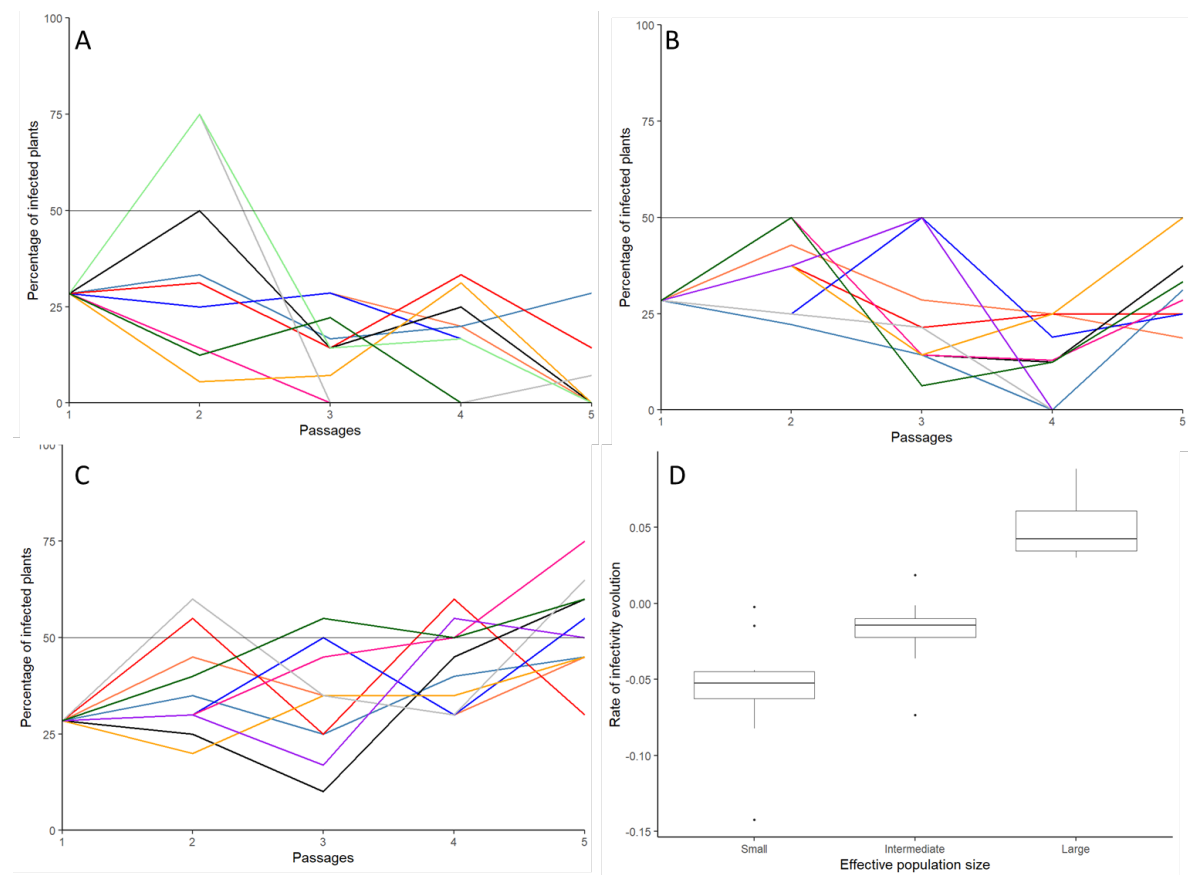 A
Percentage of infected plants
100
75
50
25
0
1 2 3 4 5
Passages
B
Percentage of infected plants
100
75
50
25
0
1 2 3 4 5
Passages
C
Percentage of infected plants
100
75
50
25
0
1 2 3 4 5
Passages
D
Rate of infectivity evolution
0.05
0.00
-0.05
-0.10
-0.15
Small Intermediate Large
Effective population size